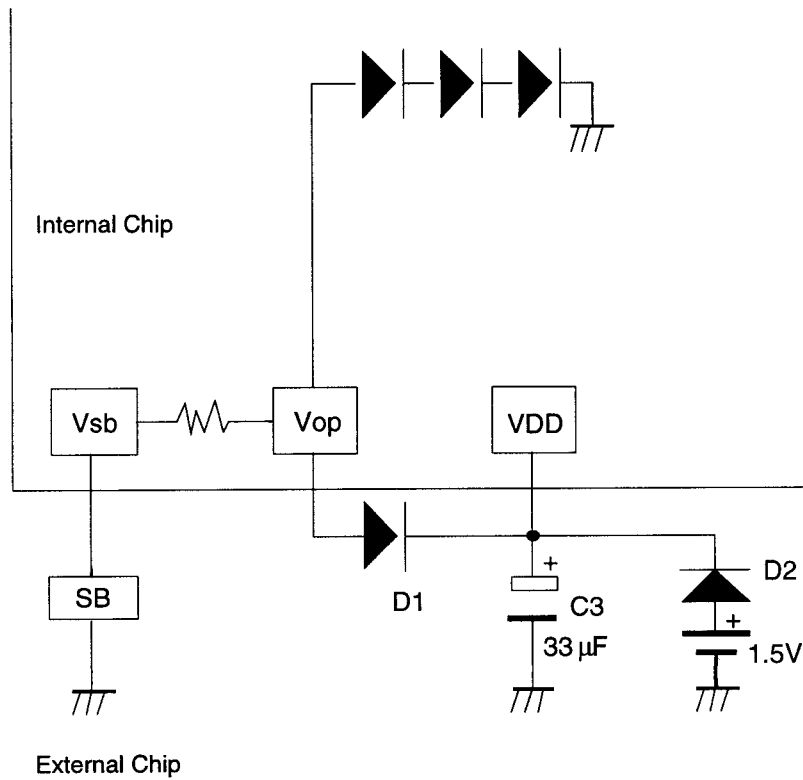 Internal Chip
Vsb
Vop
VDD
SB
D1
+
C3
33 µF
D2
+
1.5V
External Chip